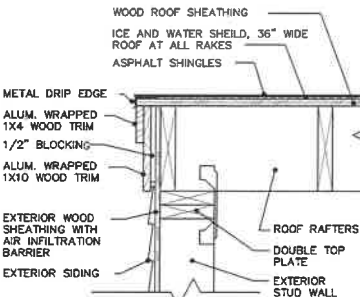 WOOD ROOF SHEATHING
ICE AND WATER SHEILD, 36" WIDE
ROOF AT ALL RAKES
ASPHALT SHINGLES
METAL DRIP EDGE
ALUM. WRAPPED
1X4 WOOD TRIM
1/2" BLOCKING
ALUM. WRAPPED
1X10 WOOD TRIM
EXTERIOR WOOD
SHEATHING WITH
AIR INFILTRATION
BARRIER
EXTERIOR SIDING
ROOF RAFTERS
DOUBLE TOP
PLATE
EXTERIOR
STUD WALL